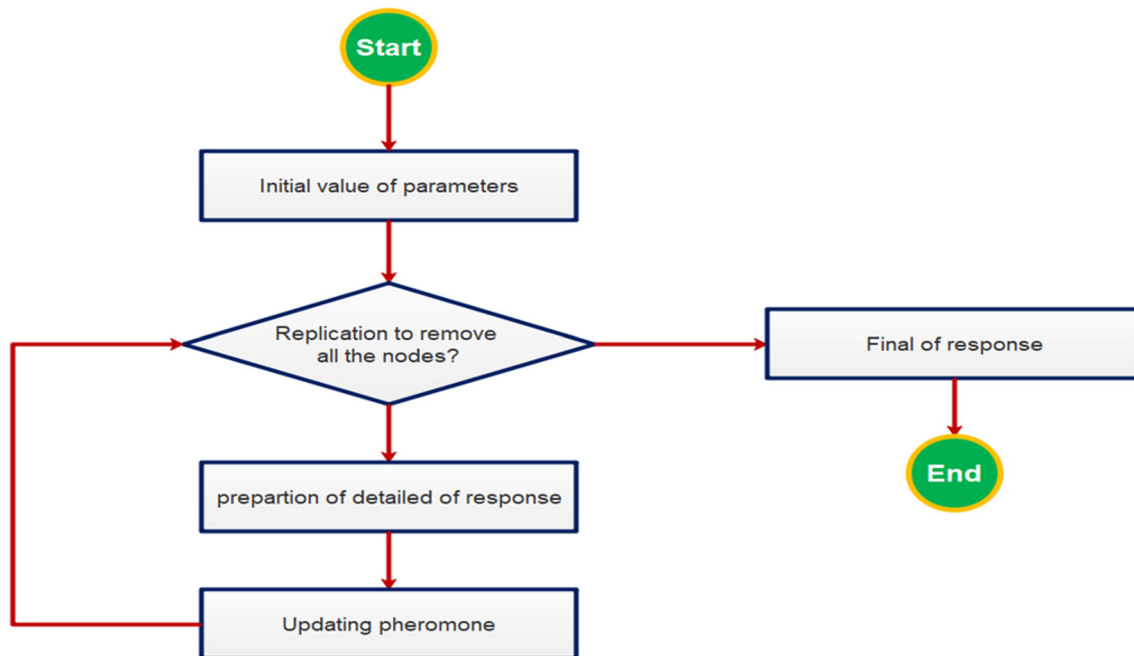 Start
Initial value of parameters
Replication to remove
all the nodes?
Final of response
prepartion of detailed of response
End
Updating pheromone